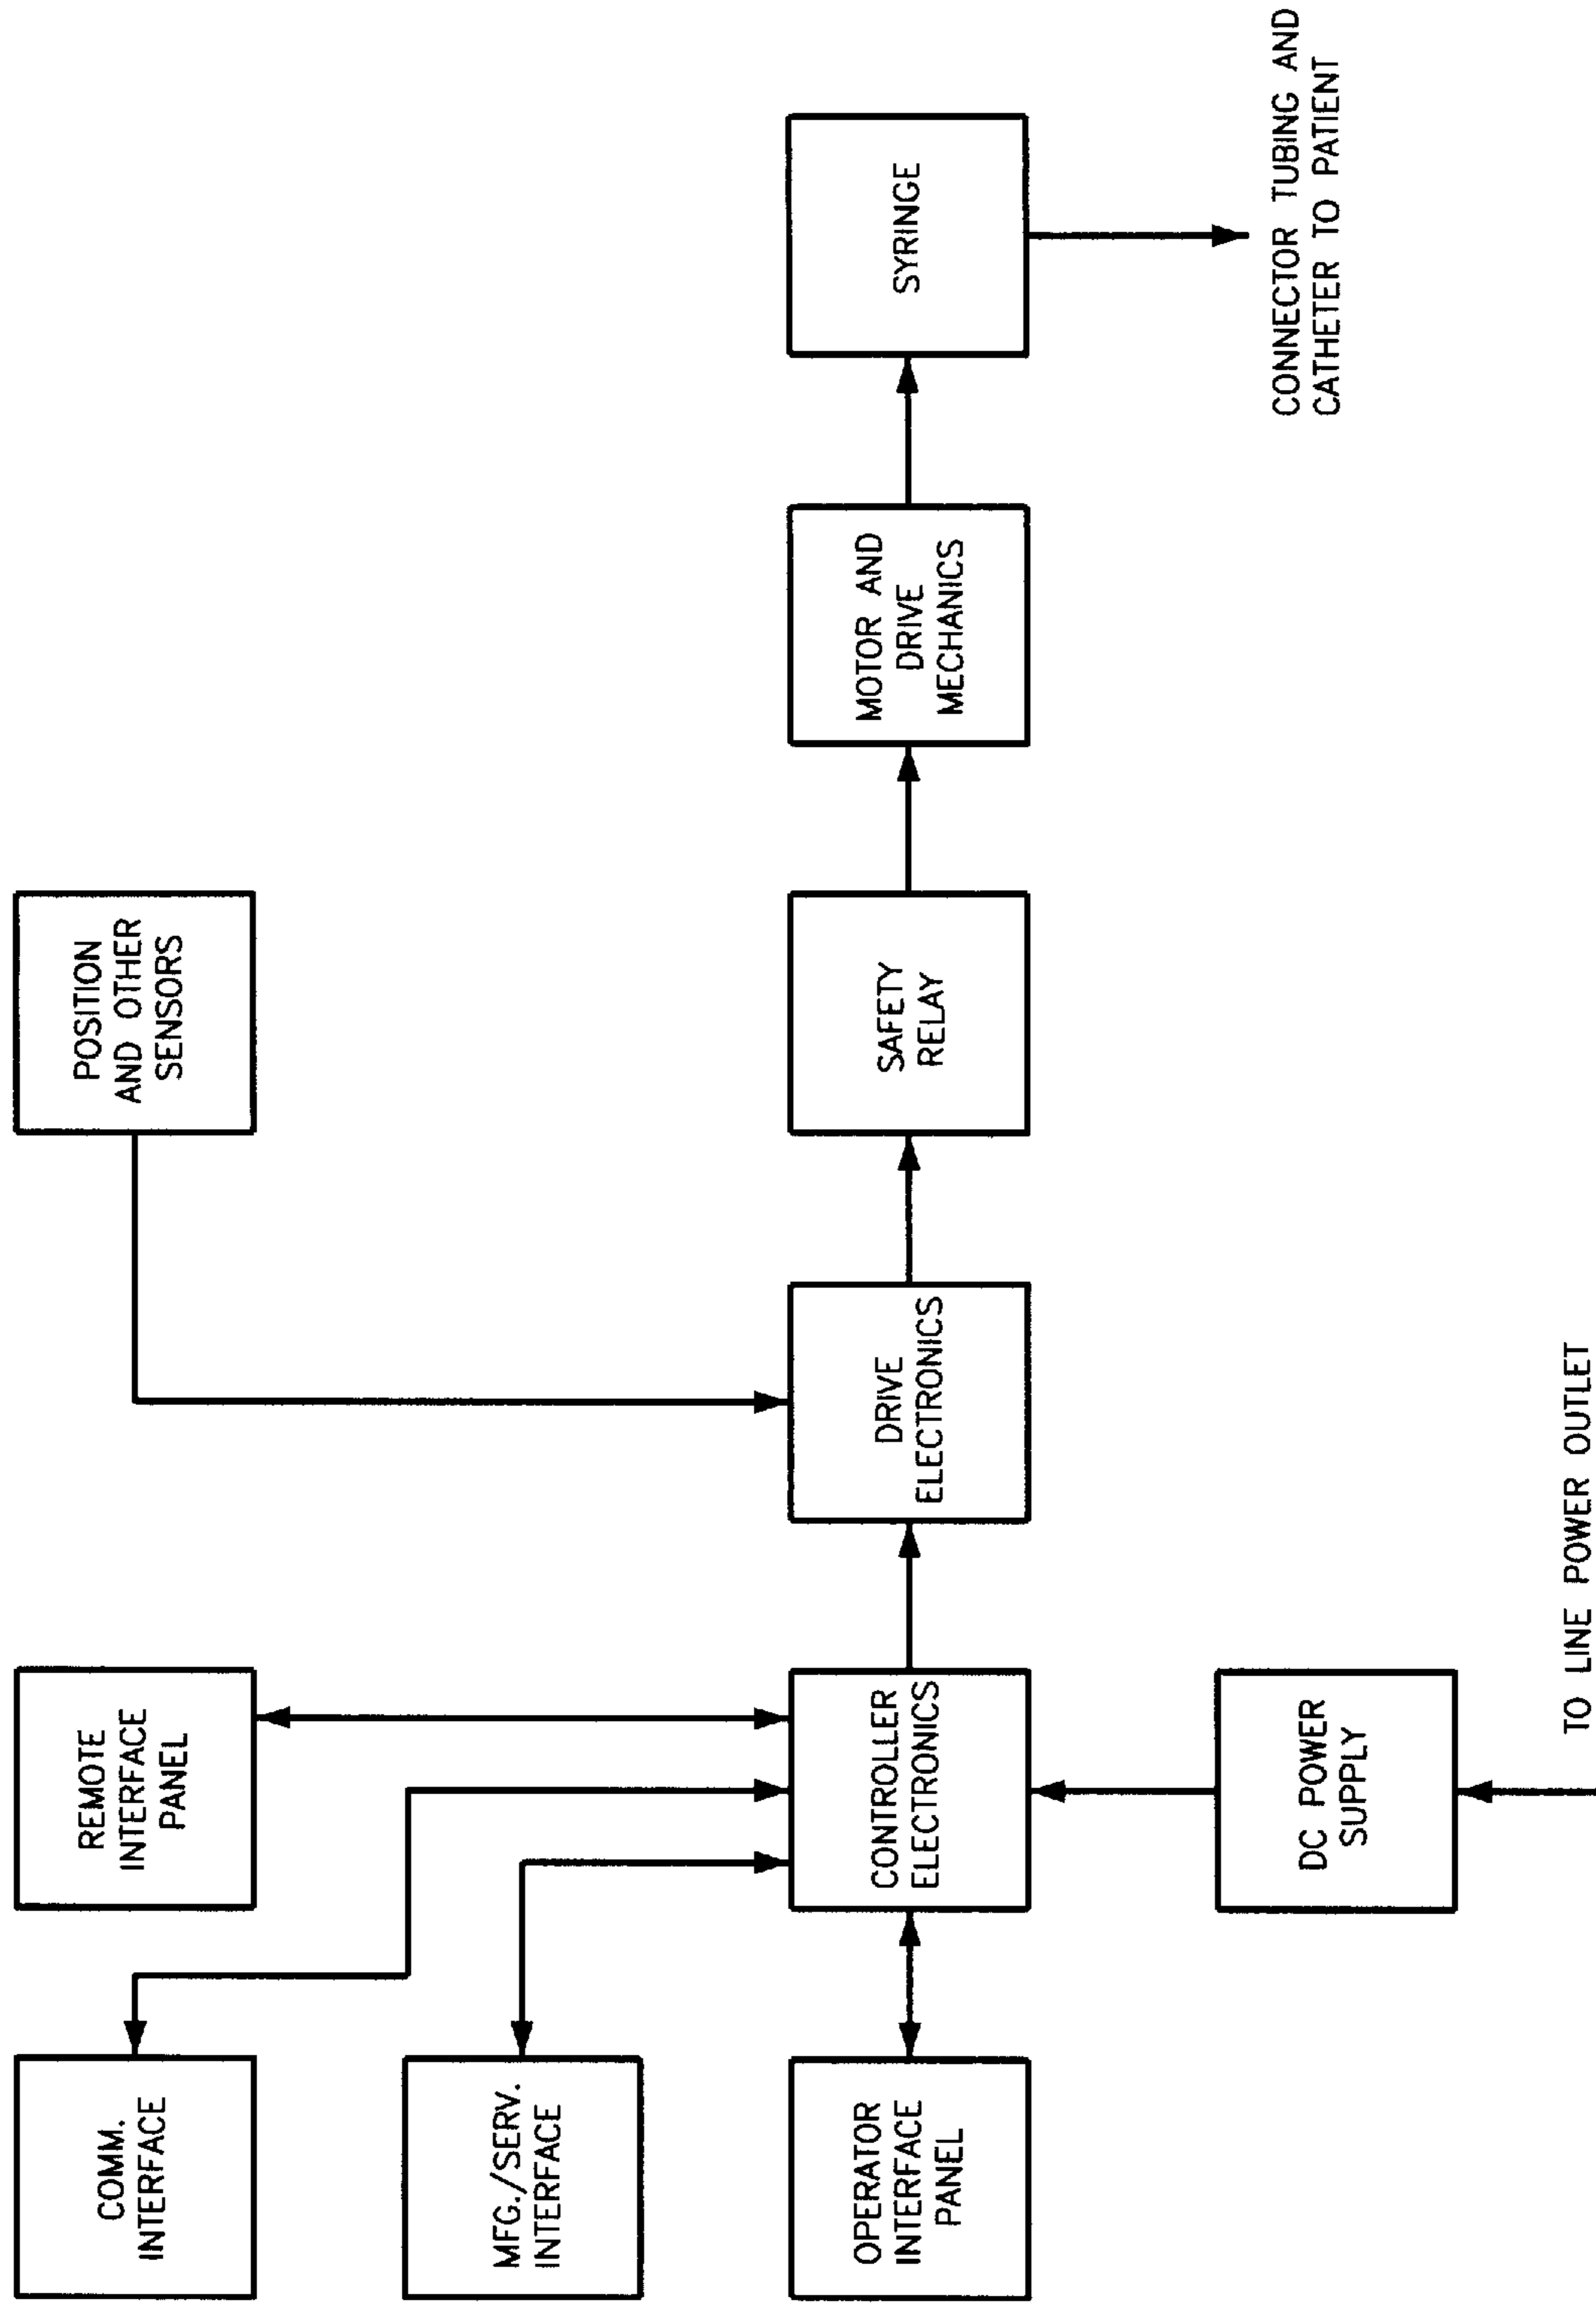 COMM.
INTERFACE
REMOTE
INTERFACE
PANEL
POSITION
AND OTHER
SENSORS
MFG./SERV.
INTERFACE
OPERATOR
INTERFACE
PANEL
CONTROLLER
ELECTRONICS
DRIVE
ELECTRONICS
SAFETY
RELAY
MOTOR AND
DRIVE
MECHANICS
SYRINGE
DC POWER
SUPPLY
CONNECTOR TUBING AND
CATHETER TO PATIENT
TO LINE POWER OUTLET